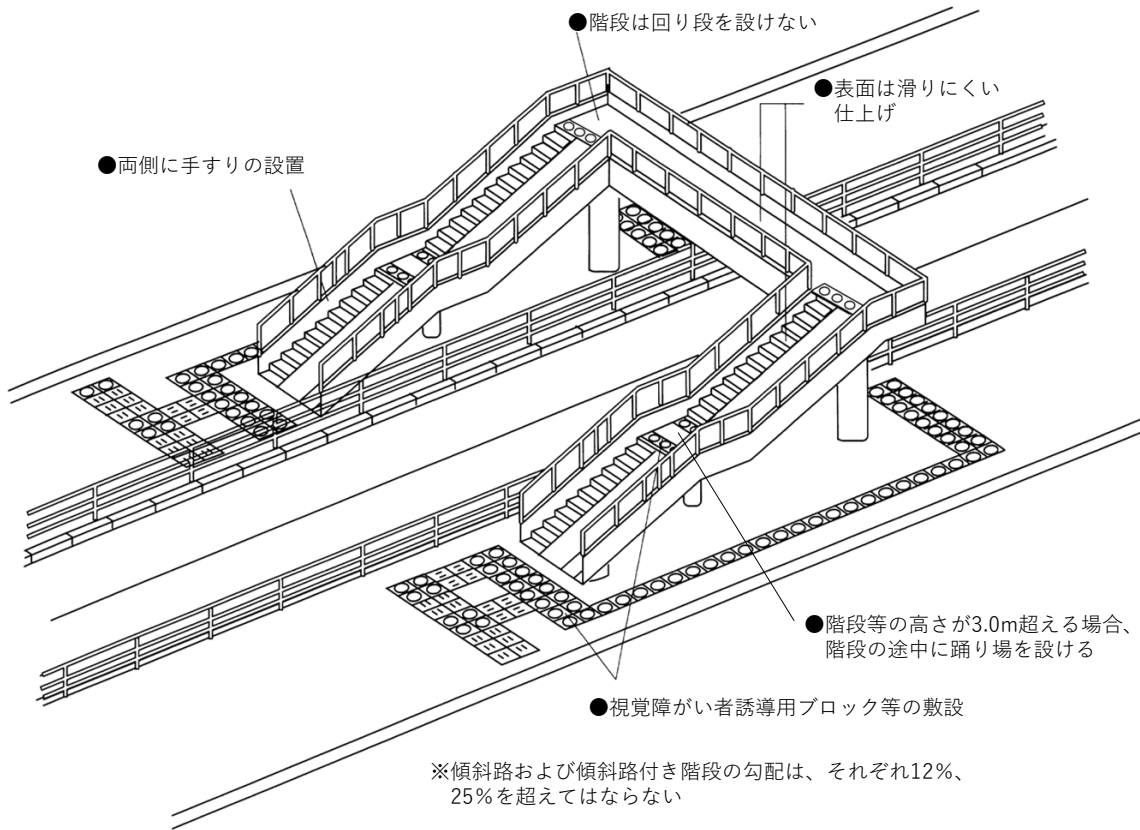 ●階段は回り段を設けない
●表面は滑りにくい
仕上げ
●両側に手すりの設置
●階段等の高さが3.0m超える場合、
階段の途中に踊り場を設ける
●視覚障がい者誘導用ブロック等の敷設
※傾斜路および傾斜路付き階段の勾配は、それぞれ12%、
25%を超えてはならない